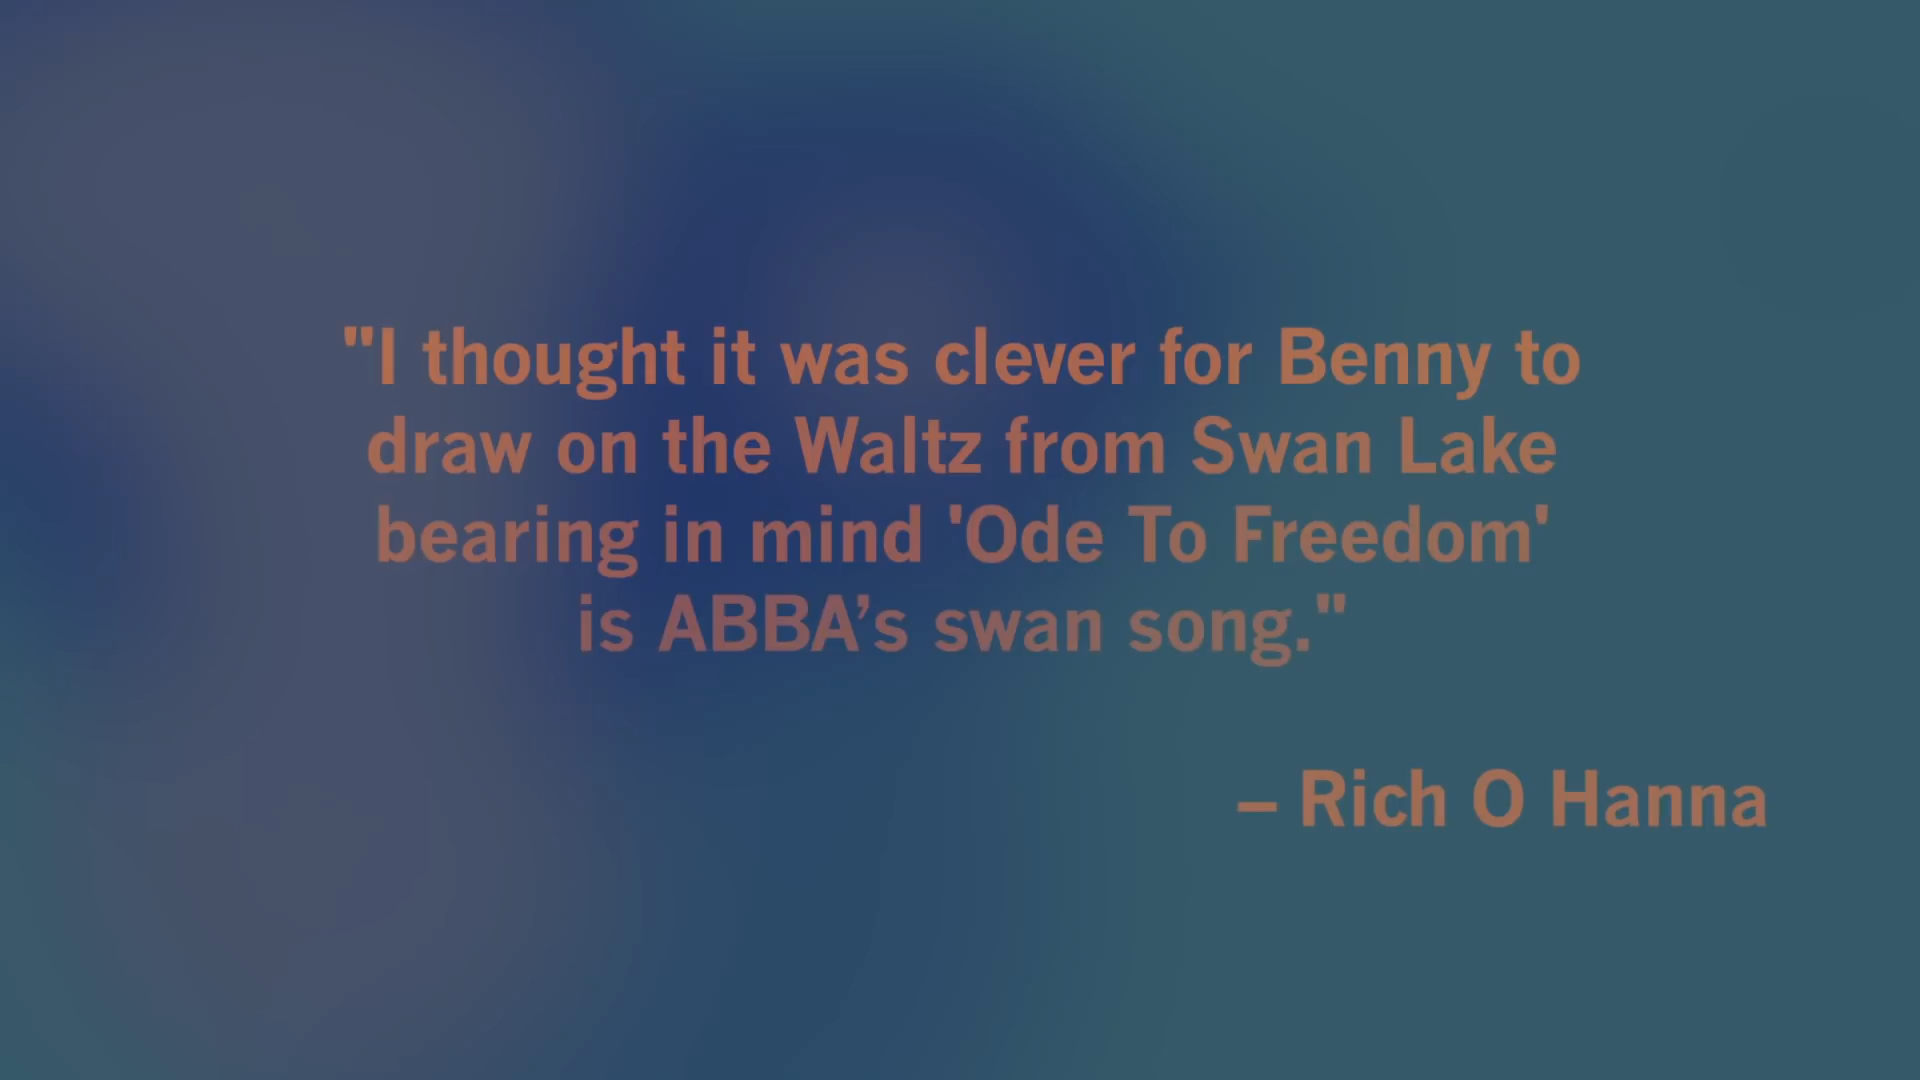 "I thought it was clever for Benny to
draw on the Waltz from Swan Lake
bearing in mind 'Ode To Freedom'
is ABBA’s swan song."
– Rich O Hanna